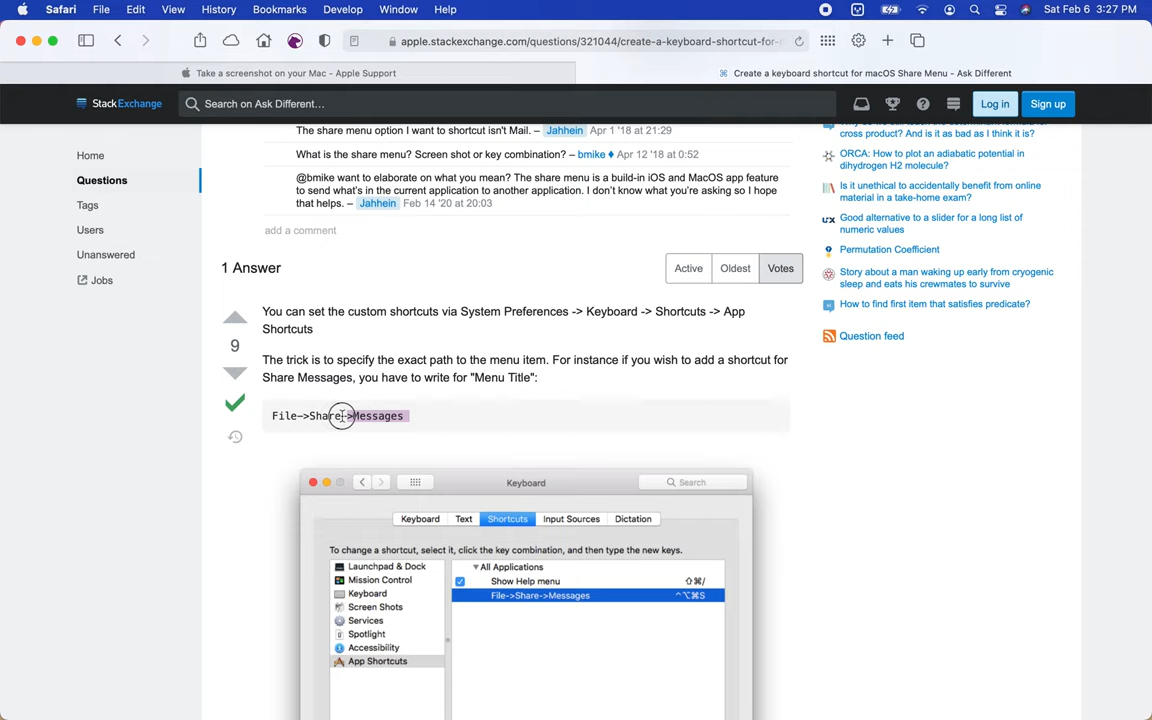 Safari File Edit View History Bookmarks Develop Window Help Sat Feb 6 3:27 PM
apple.stackexchange.com/questions/321044/create-a-keyboard-shortcut-for-
Take a screenshot on your Mac - Apple Support
Create a keyboard shortcut for macOS Share Menu - Ask Different
StackExchange Search on Ask Different... Log in Sign up
Home
Questions
Tags
Users
Unanswered
Jobs
The share menu option I want to shortcut isn't Mail. – Jahhein Apr 1 '18 at 21:29
What is the share menu? Screen shot or key combination? – bmike ♦ Apr 12 '18 at 0:52
@bmike want to elaborate on what you mean? The share menu is a build-in iOS and MacOS app feature
to send what's in the current application to another application. I don't know what you're asking so I hope
that helps. – Jahhein Feb 14 '20 at 20:03
add a comment
1 Answer
Active Oldest Votes
You can set the custom shortcuts via System Preferences -> Keyboard -> Shortcuts -> App
Shortcuts
9
The trick is to specify the exact path to the menu item. For instance if you wish to add a shortcut for
Share Messages, you have to write for "Menu Title":
File->Share->Messages
Keyboard
Search
Keyboard Text Shortcuts Input Sources Dictation
To change a shortcut, select it, click the key combination, and then type the new keys.
Launchpad & Dock
Mission Control
Keyboard
Screen Shots
Services
Spotlight
Accessibility
App Shortcuts
▼All Applications
Show Help menu ⇧⌘/
File->Share->Messages ^⌥⌘S
cross product? And is it as bad as I think it is?
ORCA: How to plot an adiabatic potential in
dihydrogen H2 molecule?
Is it unethical to accidentally benefit from online
material in a take-home exam?
Good alternative to a slider for a long list of
numeric values
Permutation Coefficient
Story about a man waking up early from cryogenic
sleep and eats his crewmates to survive
How to find first item that satisfies predicate?
Question feed